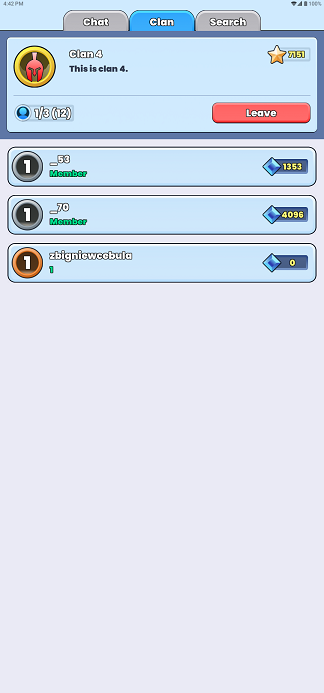 4:42 PM
100%
Chat
Clan
Search
Clan 4
7151
This is clan 4.
1/3 (12)
Leave
1
_53
Member
1353
1
_70
Member
4096
1
zbigniewcebula
1
0